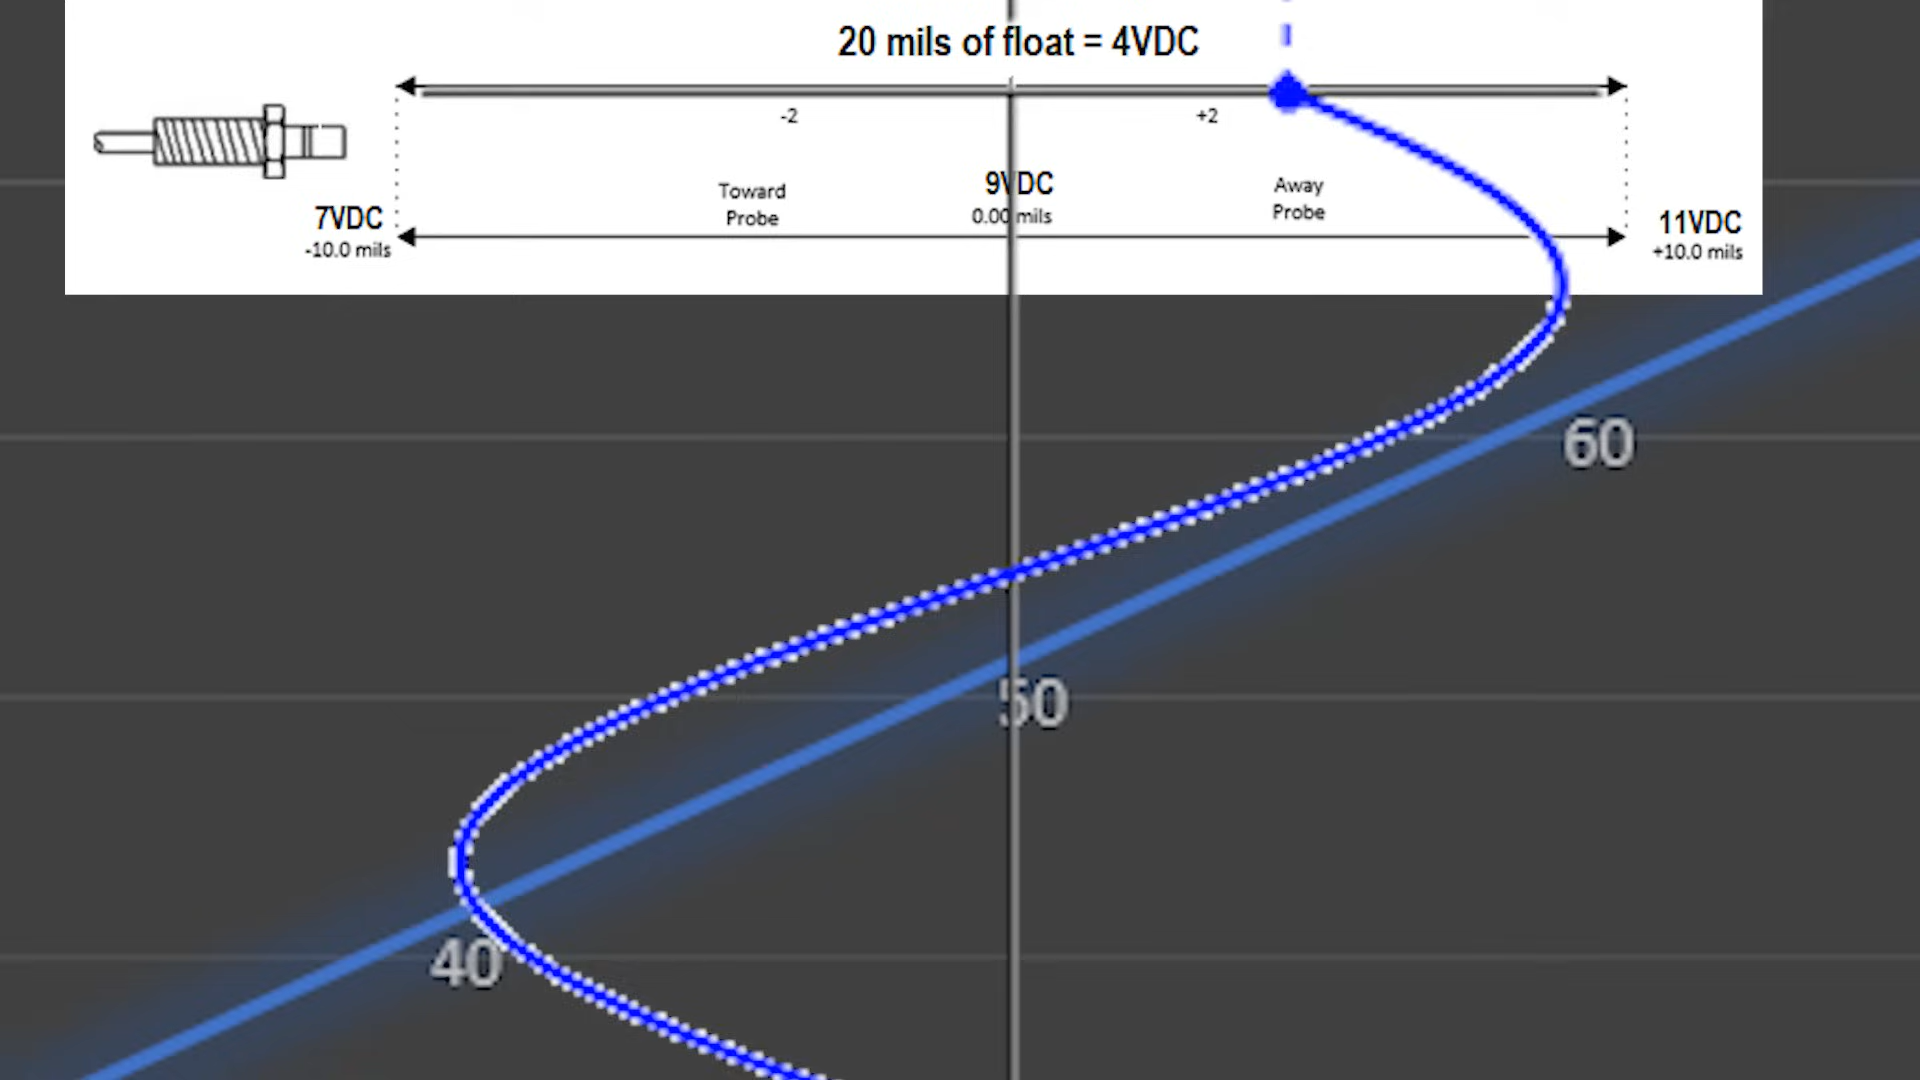 20 mils of float = 4VDC
-2
+2
Toward
Probe
9VDC
0.00 mils
Away
Probe
7VDC
-10.0 mils
11VDC
+10.0 mils
60
50
40